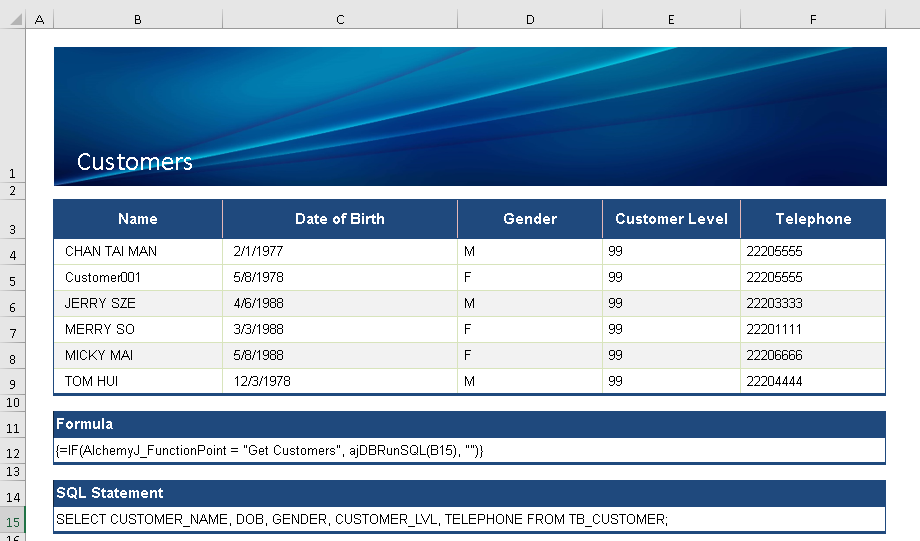 A B C D E F
1 Customers
2
3 Name Date of Birth Gender Customer Level Telephone
4 CHAN TAI MAN 2/1/1977 M 99 22205555
5 Customer001 5/8/1978 F 99 22205555
6 JERRY SZE 4/6/1988 M 99 22203333
7 MERRY SO 3/3/1988 F 99 22201111
8 MICKY MAI 5/8/1988 F 99 22206666
9 TOM HUI 12/3/1978 M 99 22204444
10
11 Formula
12 {=IF(AlchemyJ_FunctionPoint = "Get Customers", ajDBRunSQL(B15), "")}
13
14 SQL Statement
15 SELECT CUSTOMER_NAME, DOB, GENDER, CUSTOMER_LVL, TELEPHONE FROM TB_CUSTOMER;
16